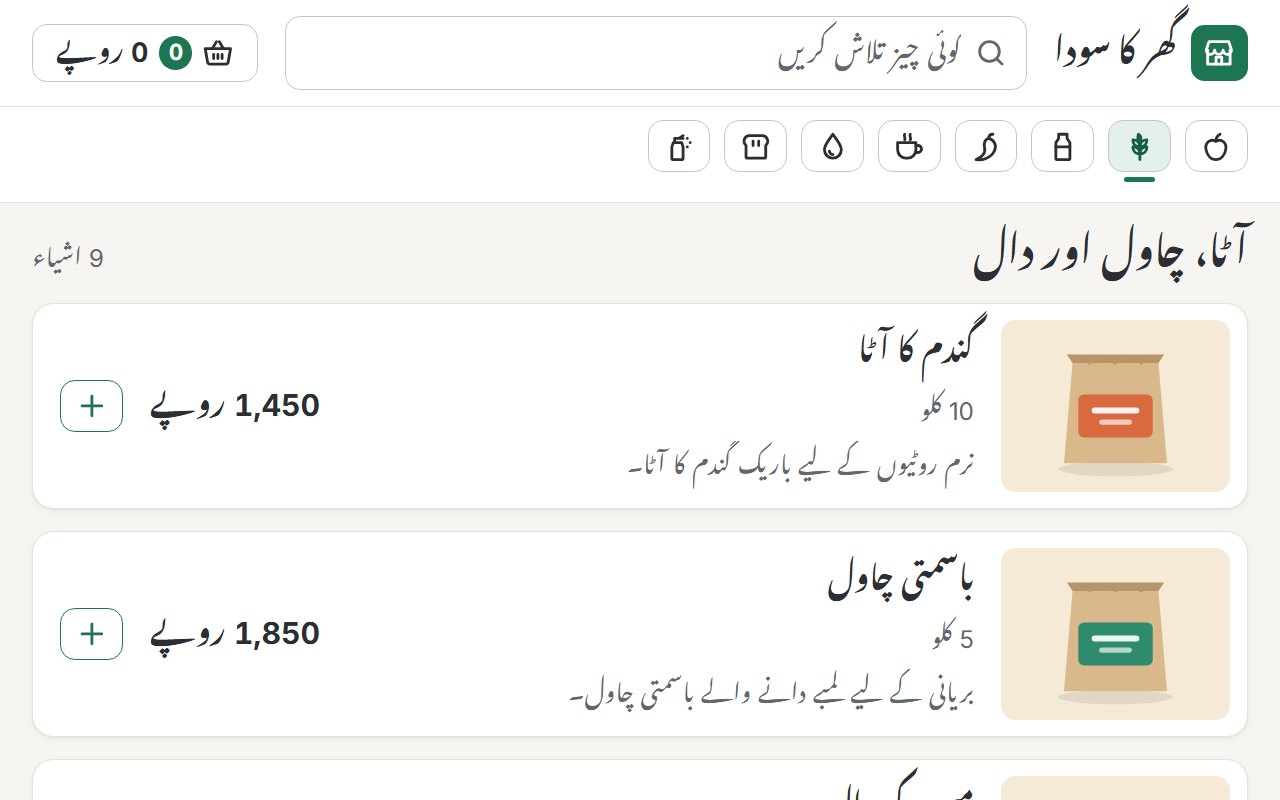 گھر کا سودا
کوئی چیز تلاش کریں
0
0 روپے
آٹا، چاول اور دال
9 اشیاء
گندم کا آٹا
10 کلو
نرم روٹیوں کے لیے باریک گندم کا آٹا۔
1,450 روپے
باسمتی چاول
5 کلو
بریانی کے لیے لمبے دانے والے باسمتی چاول۔
1,850 روپے